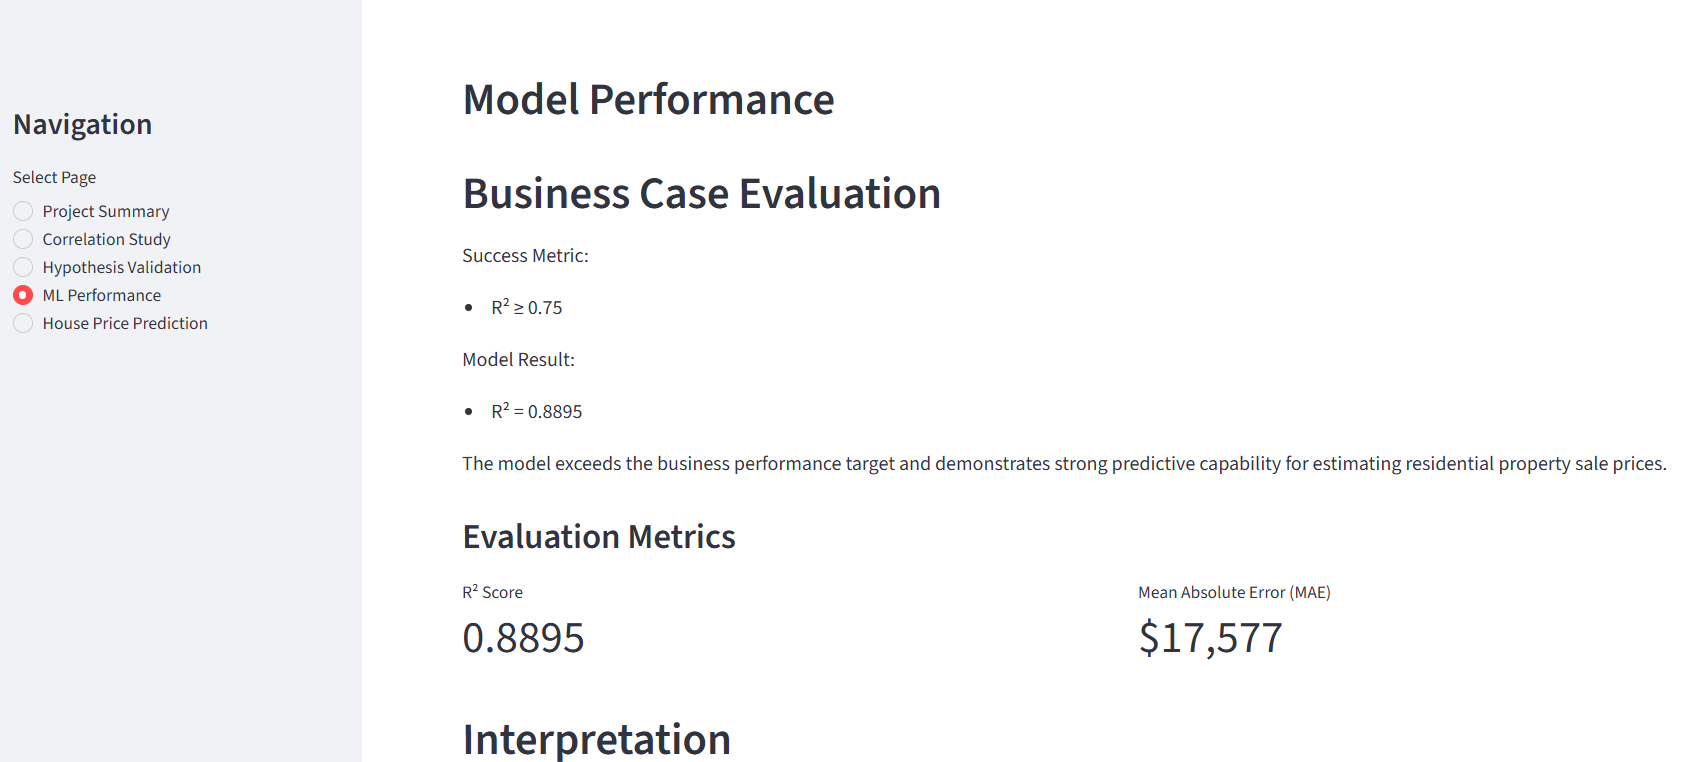 Navigation
Select Page
Project Summary
Correlation Study
Hypothesis Validation
ML Performance
House Price Prediction
Model Performance
Business Case Evaluation
Success Metric:
• R² ≥ 0.75
Model Result:
• R² = 0.8895
The model exceeds the business performance target and demonstrates strong predictive capability for estimating residential property sale prices.
Evaluation Metrics
R² Score
0.8895
Mean Absolute Error (MAE)
$17,577
Interpretation